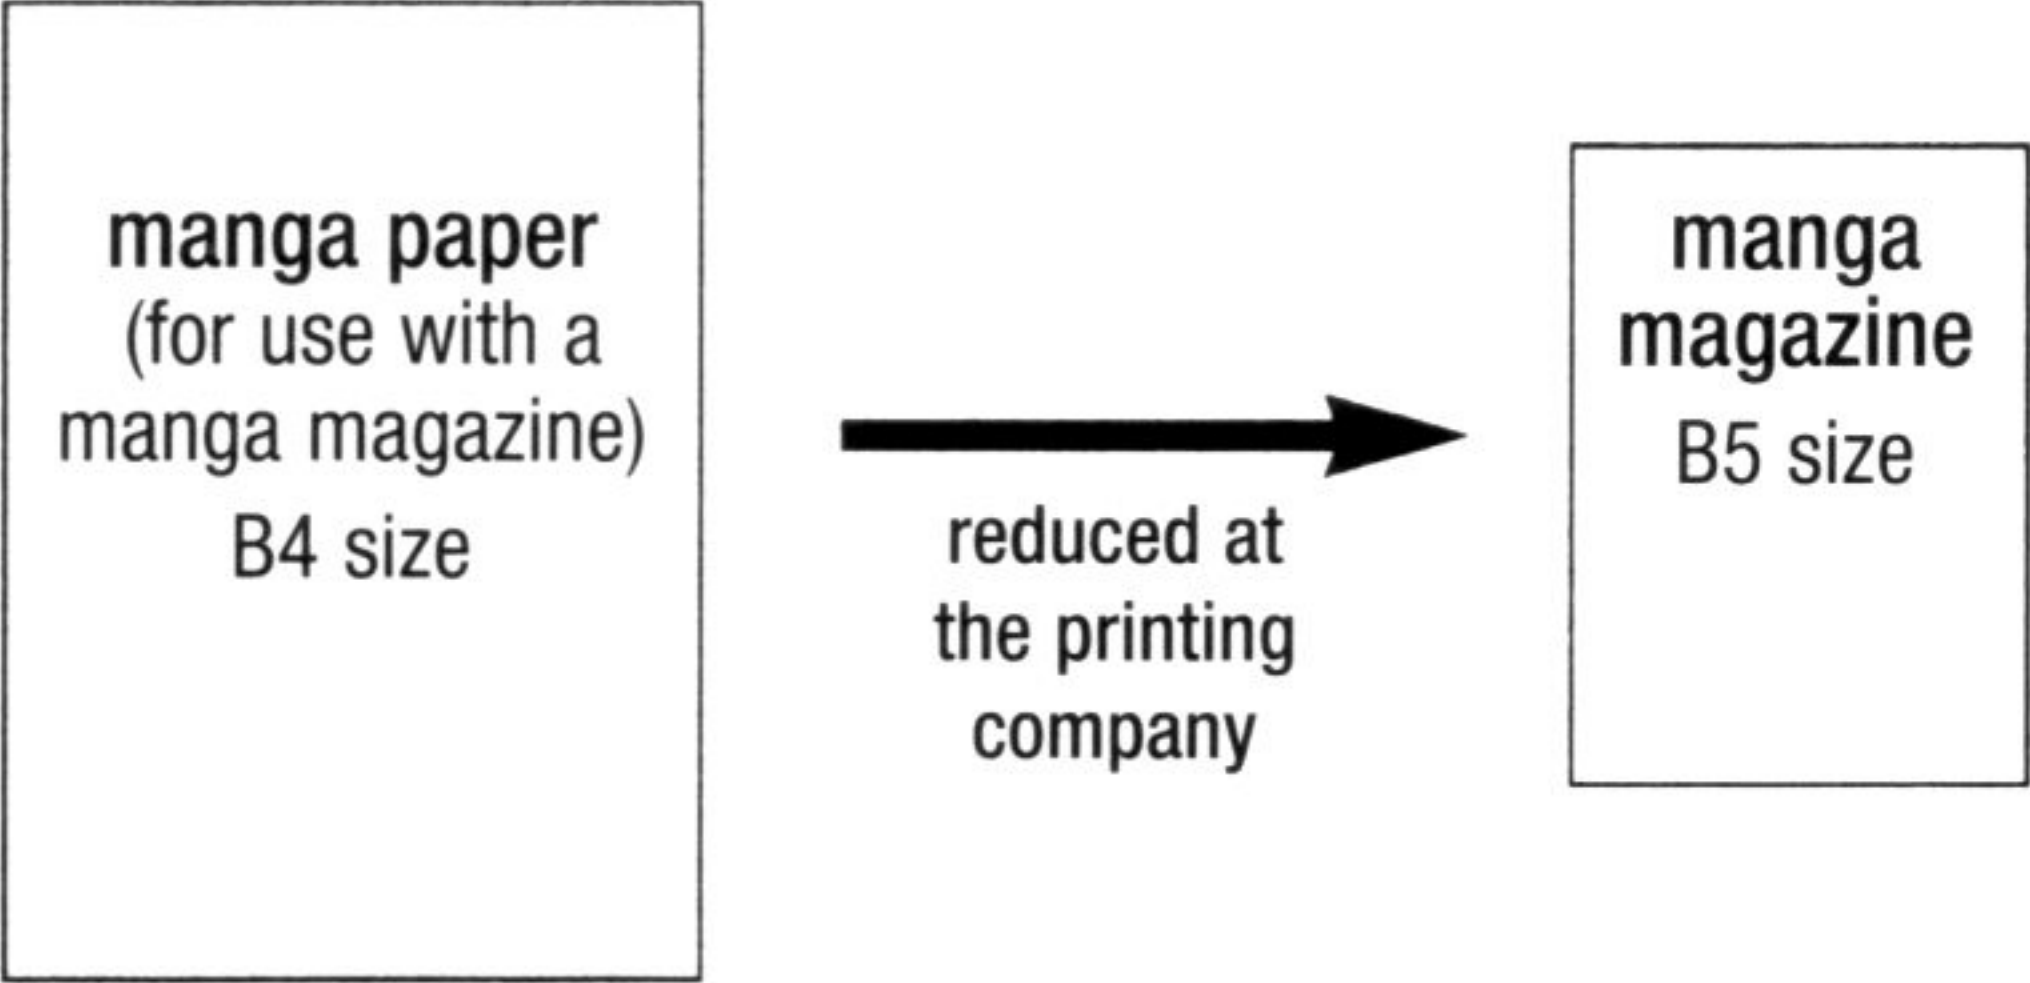 manga paper
(for use with a
manga magazine)
B4 size
reduced at
the printing
company
manga
magazine
B5 size